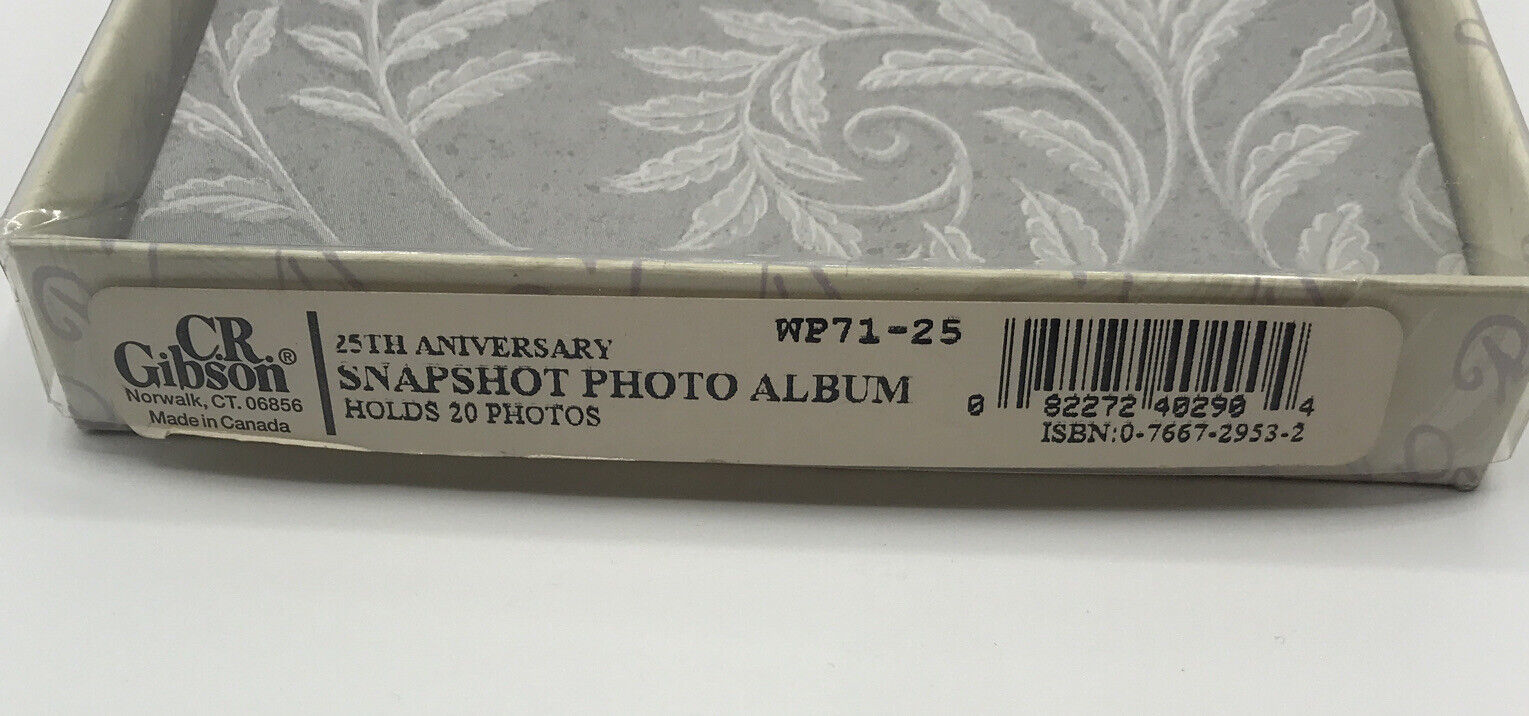 C.R.
Gibson®
Norwalk, CT. 06856
Made in Canada
25TH ANIVERSARY
SNAPSHOT PHOTO ALBUM
HOLDS 20 PHOTOS
WP71-25
0 82272 40290 4
ISBN:0-7667-2953-2